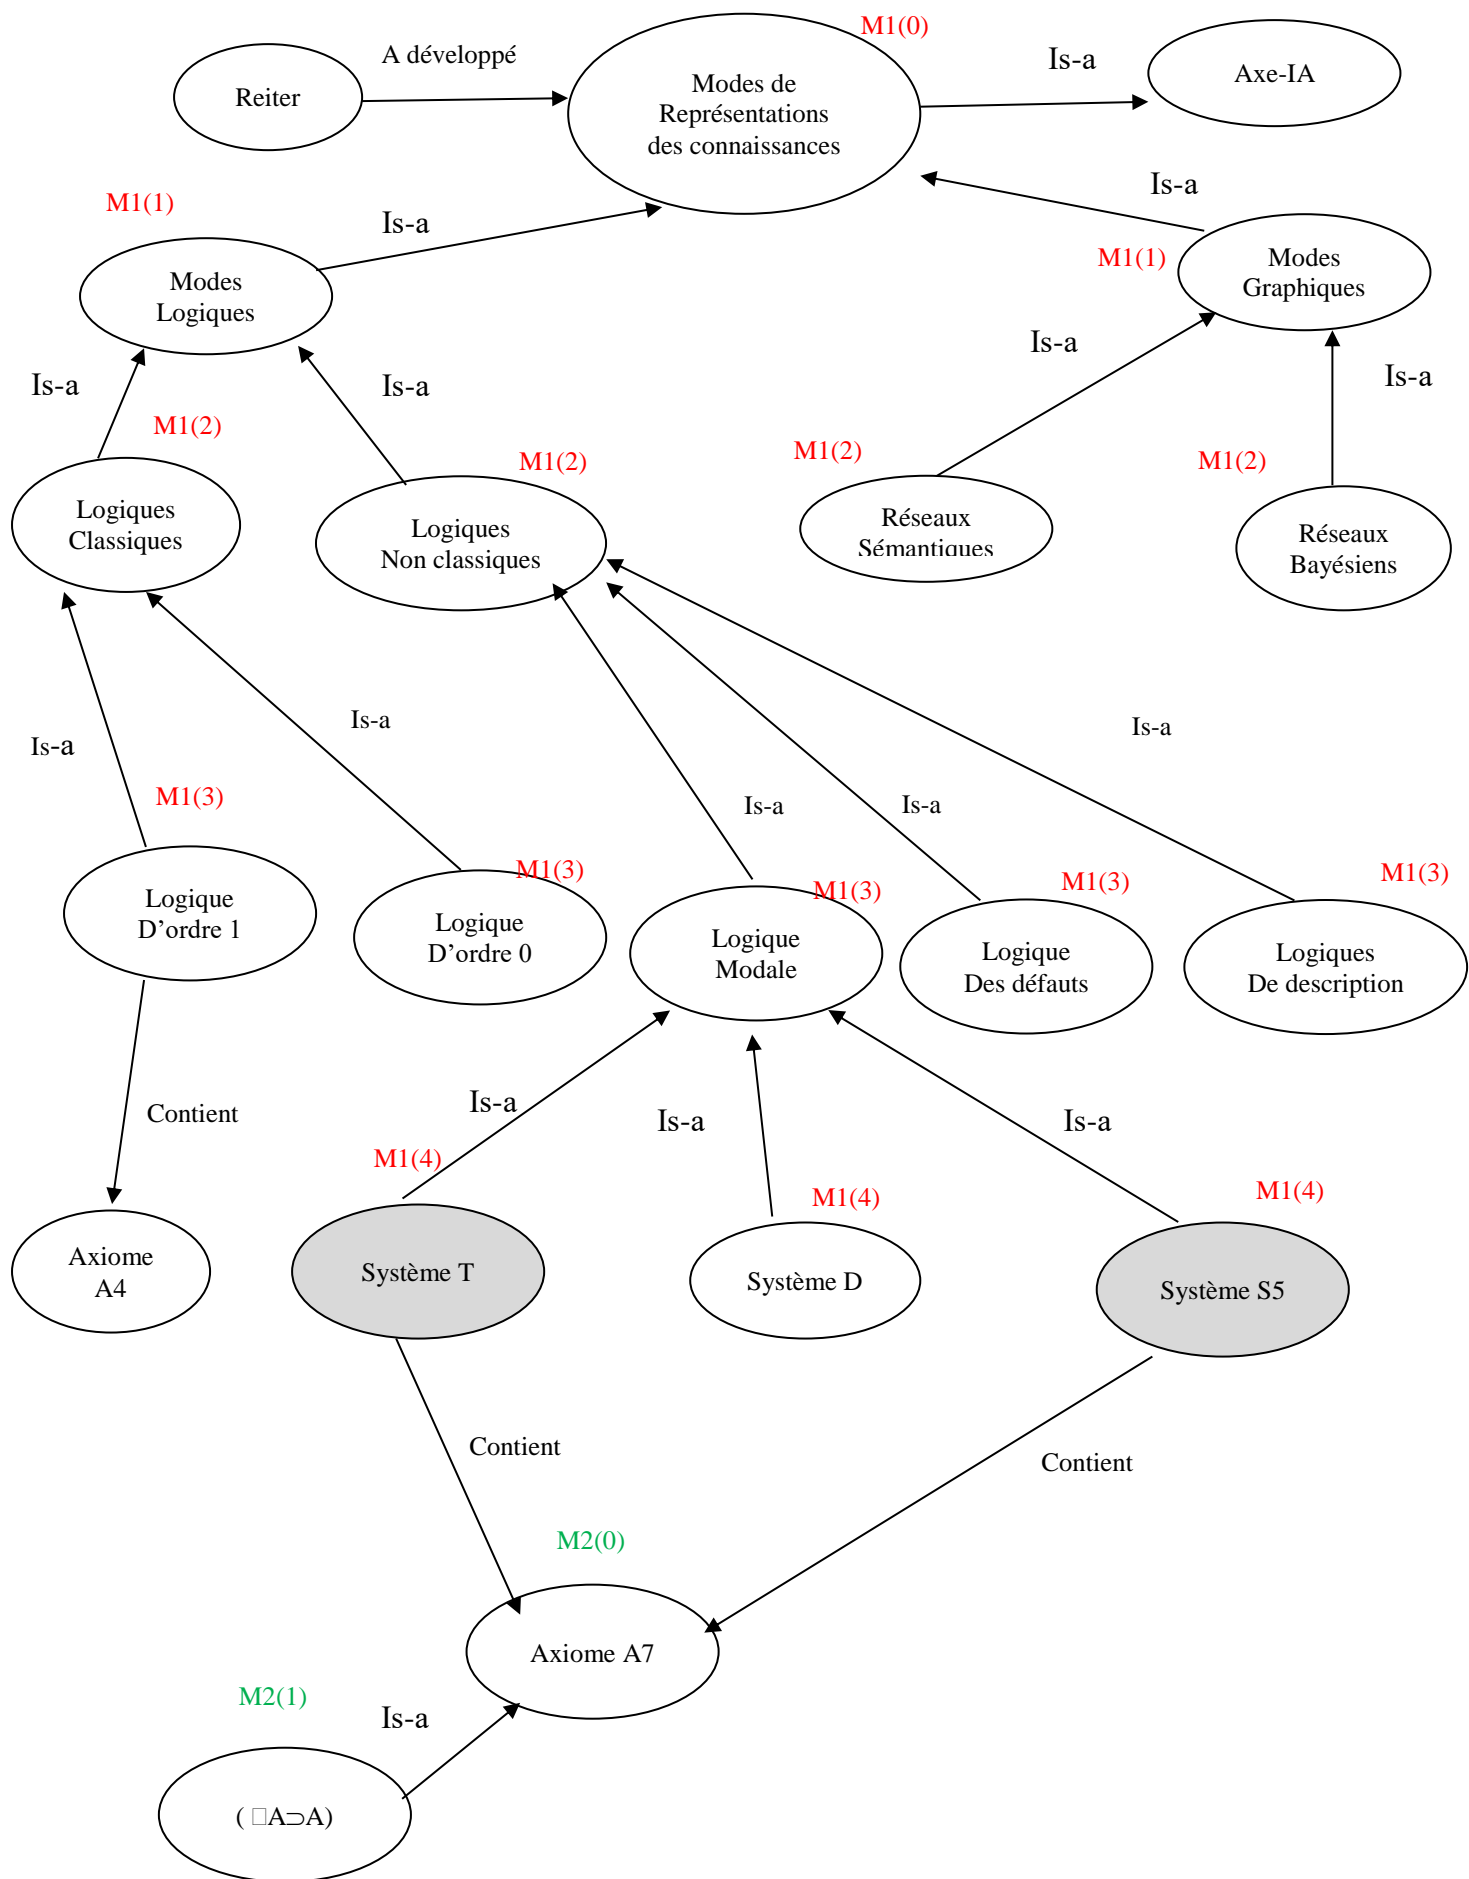 M1(0)
A développé
Is-a
Reiter
Modes de
Représentations
des connaissances
Axe-IA
M1(1)
Is-a
Is-a
M1(1)
Modes
Logiques
Modes
Graphiques
Is-a
Is-a
Is-a
Is-a
M1(2)
M1(2)
M1(2)
M1(2)
Logiques
Classiques
Logiques
Non classiques
Réseaux
Sémantiques
Réseaux
Bayésiens
Is-a
Is-a
Is-a
Is-a
Is-a
M1(3)
M1(3)
M1(3)
M1(3)
M1(3)
Logique
D’ordre 1
Logique
D’ordre 0
Logique
Modale
Logique
Des défauts
Logiques
De description
Contient
Is-a
Is-a
Is-a
M1(4)
M1(4)
M1(4)
Axiome
A4
Système T
Système D
Système S5
Contient
Contient
M2(0)
Axiome A7
M2(1)
Is-a
( □A⊃A)